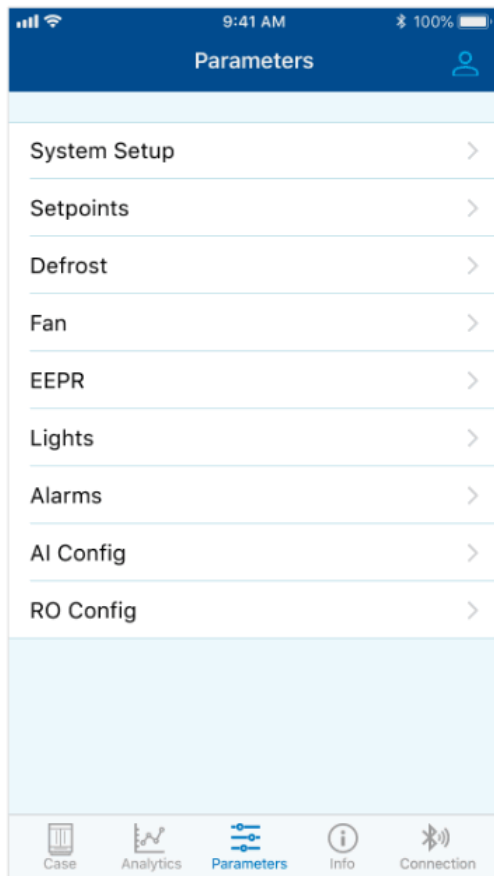 9:41 AM
100%
Parameters
System Setup
Setpoints
Defrost
Fan
EEPR
Lights
Alarms
AI Config
RO Config
Case Analytics Parameters Info Connection